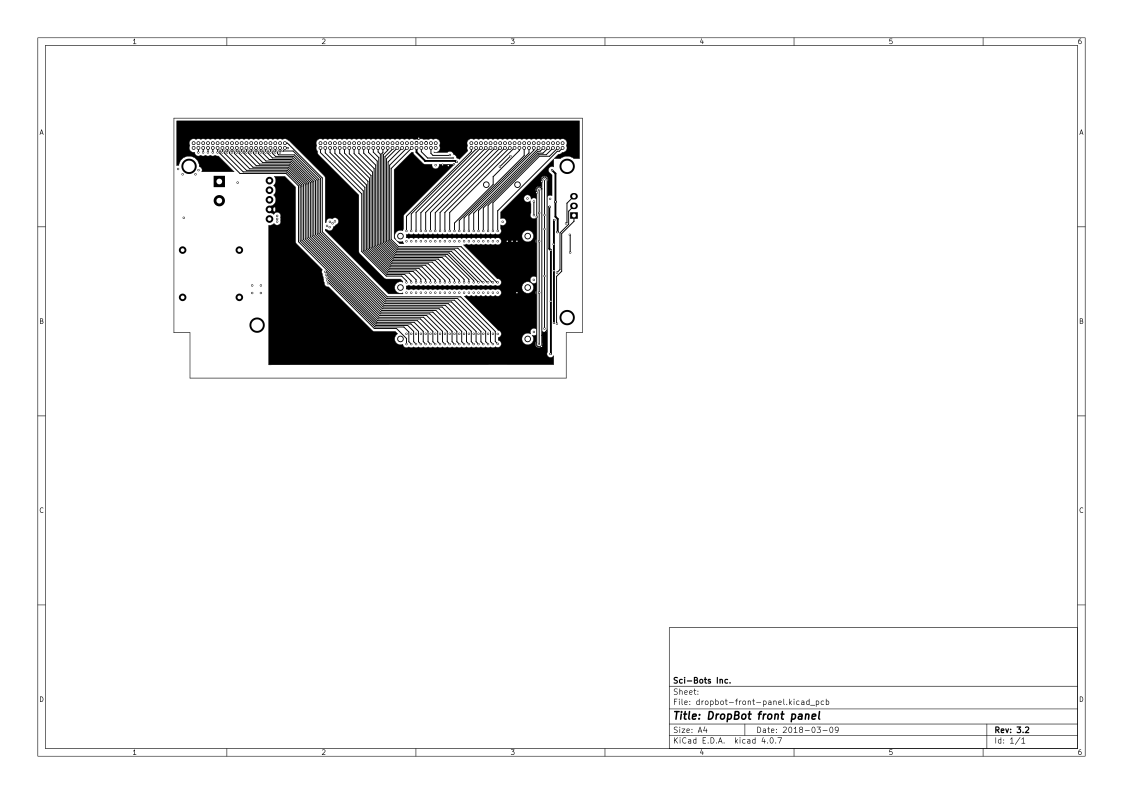 1 2 3 4 5 6
A A
B B
C C
D D
Sci-Bots Inc.
Sheet:
File: dropbot-front-panel.kicad_pcb
Title: DropBot front panel
Size: A4 Date: 2018-03-09 Rev: 3.2
KiCad E.D.A. kicad 4.0.7 Id: 1/1
1 2 3 4 5 6